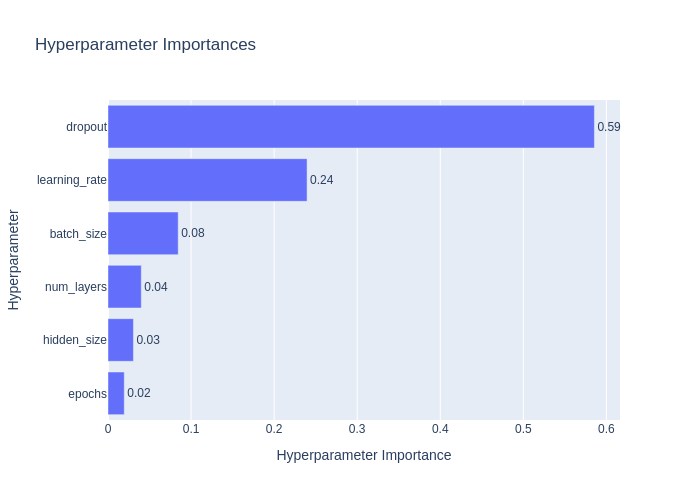 Hyperparameter Importances
Hyperparameter
dropout
0.59
learning_rate
0.24
batch_size
0.08
num_layers
0.04
hidden_size
0.03
epochs
0.02
0 0.1 0.2 0.3 0.4 0.5 0.6
Hyperparameter Importance